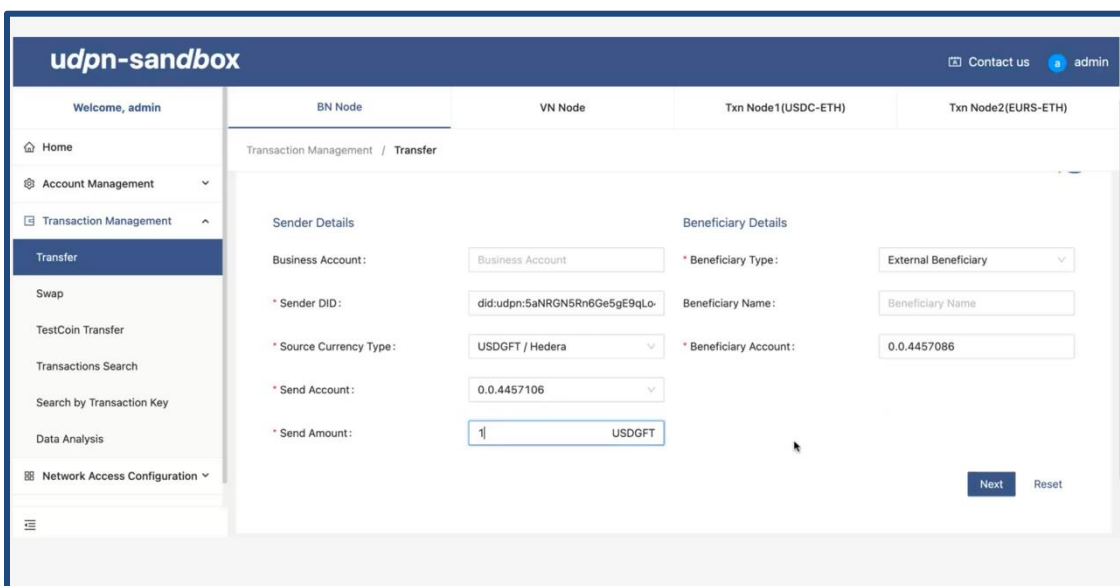 udpn-sandbox
Contact us
a admin
Welcome, admin
BN Node
VN Node
Txn Node1(USDC-ETH)
Txn Node2(EURS-ETH)
Home
Account Management
Transaction Management
Transfer
Swap
TestCoin Transfer
Transactions Search
Search by Transaction Key
Data Analysis
Network Access Configuration
Transaction Management / Transfer
Sender Details
Business Account: Business Account
* Sender DID: did:udpn:5aNRGN5Rn6Ge5gE9qLo
* Source Currency Type: USDGFT / Hedera
* Send Account: 0.0.4457106
* Send Amount: 1 USDGFT
Beneficiary Details
* Beneficiary Type: External Beneficiary
Beneficiary Name: Beneficiary Name
* Beneficiary Account: 0.0.4457086
Next
Reset